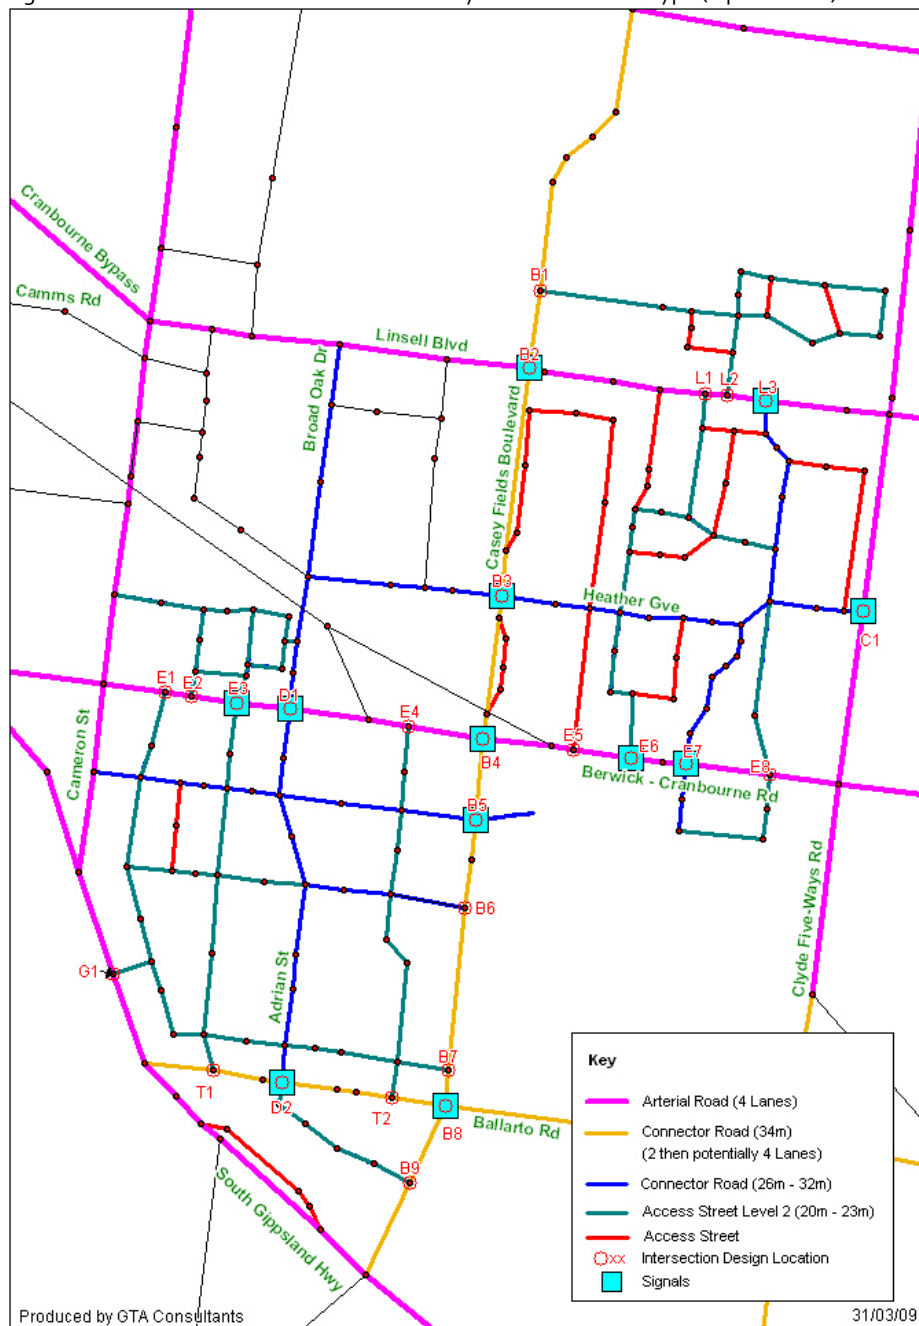 Cranbourne Bypass
Camms Rd
Linsell Blvd
Broad Oak Dr
Casey Fields Boulevard
B1
B2
L1
L2
L3
B3
Heather Gve
C1
E1
E2
E3
D1
E4
B4
E5
E6
E7
E8
Berwick - Cranbourne Rd
Cameron St
B5
B6
Clyde Five-Ways Rd
G1
Adrian St
B7
T1
D2
T2
B8
Ballarto Rd
B9
South Gippsland Hwy
Key
Arterial Road (4 Lanes)
Connector Road (34m)
(2 then potentially 4 Lanes)
Connector Road (26m - 32m)
Access Street Level 2 (20m - 23m)
Access Street
xx Intersection Design Location
Signals
Produced by GTA Consultants
31/03/09